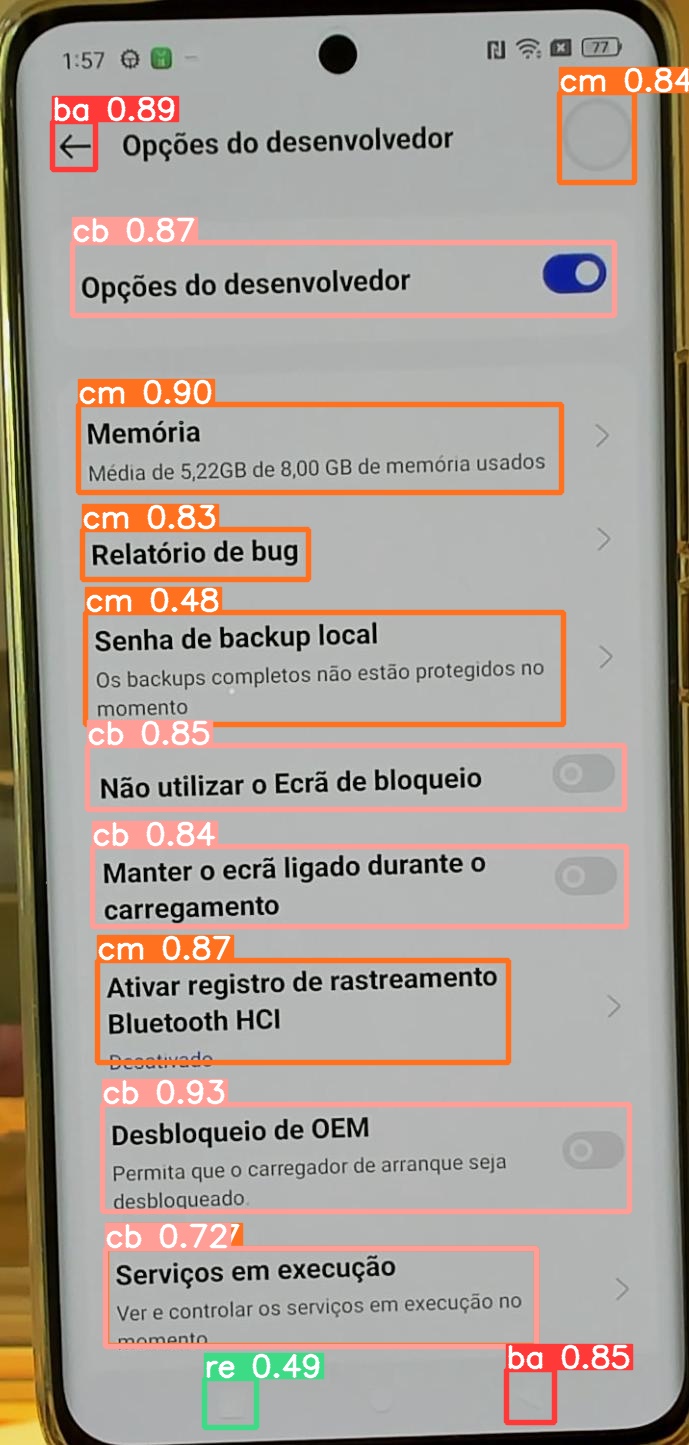 1:57
77
cm 0.84
ba 0.89
Opções do desenvolvedor
cb 0.87
Opções do desenvolvedor
cm 0.90
Memória
Média de 5,22GB de 8,00 GB de memória usados
cm 0.83
Relatório de bug
cm 0.48
Senha de backup local
Os backups completos não estão protegidos no
momento
cb 0.85
Não utilizar o Ecrã de bloqueio
cb 0.84
Manter o ecrã ligado durante o
carregamento
cm 0.87
Ativar registro de rastreamento
Bluetooth HCI
Desativado
cb 0.93
Desbloqueio de OEM
Permita que o carregador de arranque seja
desbloqueado.
cb 0.72
Serviços em execução
Ver e controlar os serviços em execução no
momento
re 0.49
ba 0.85